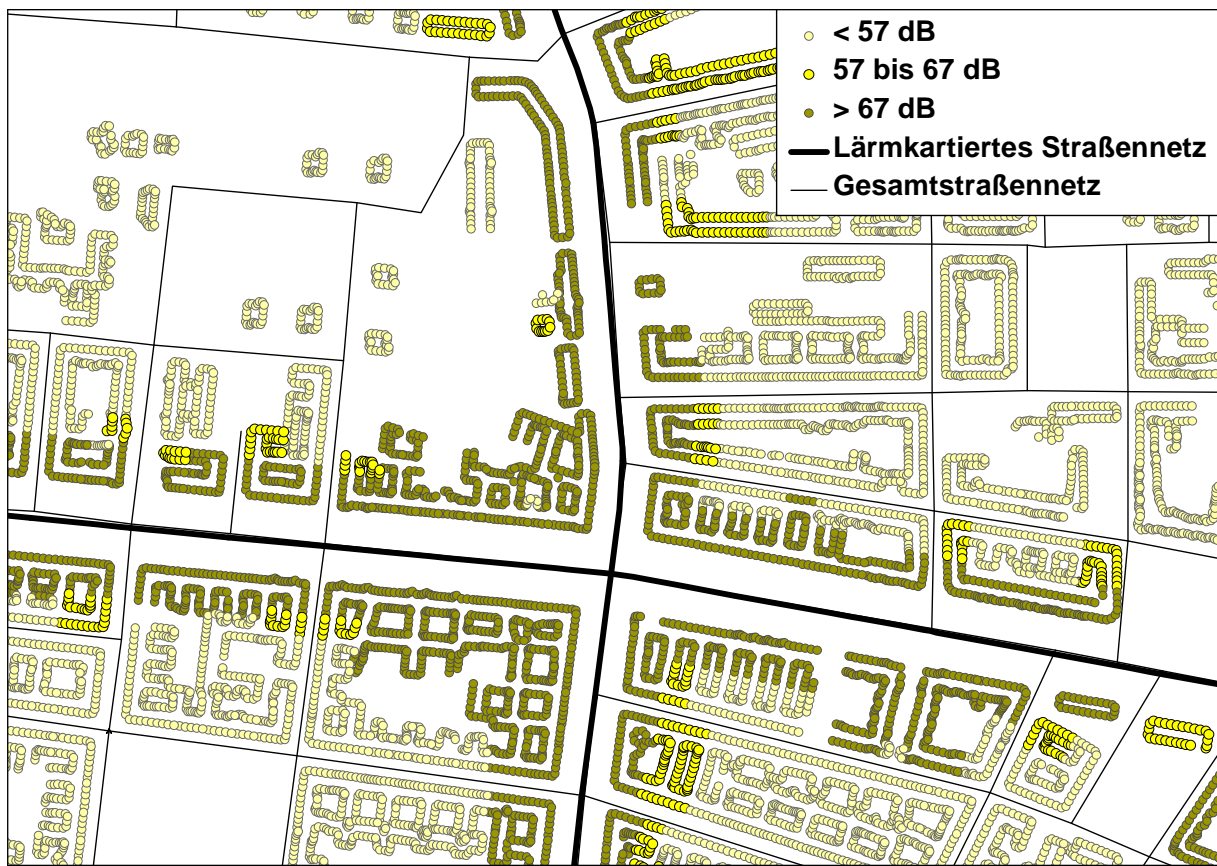 < 57 dB
57 bis 67 dB
> 67 dB
Lärmkartiertes Straßennetz
Gesamtstraßennetz